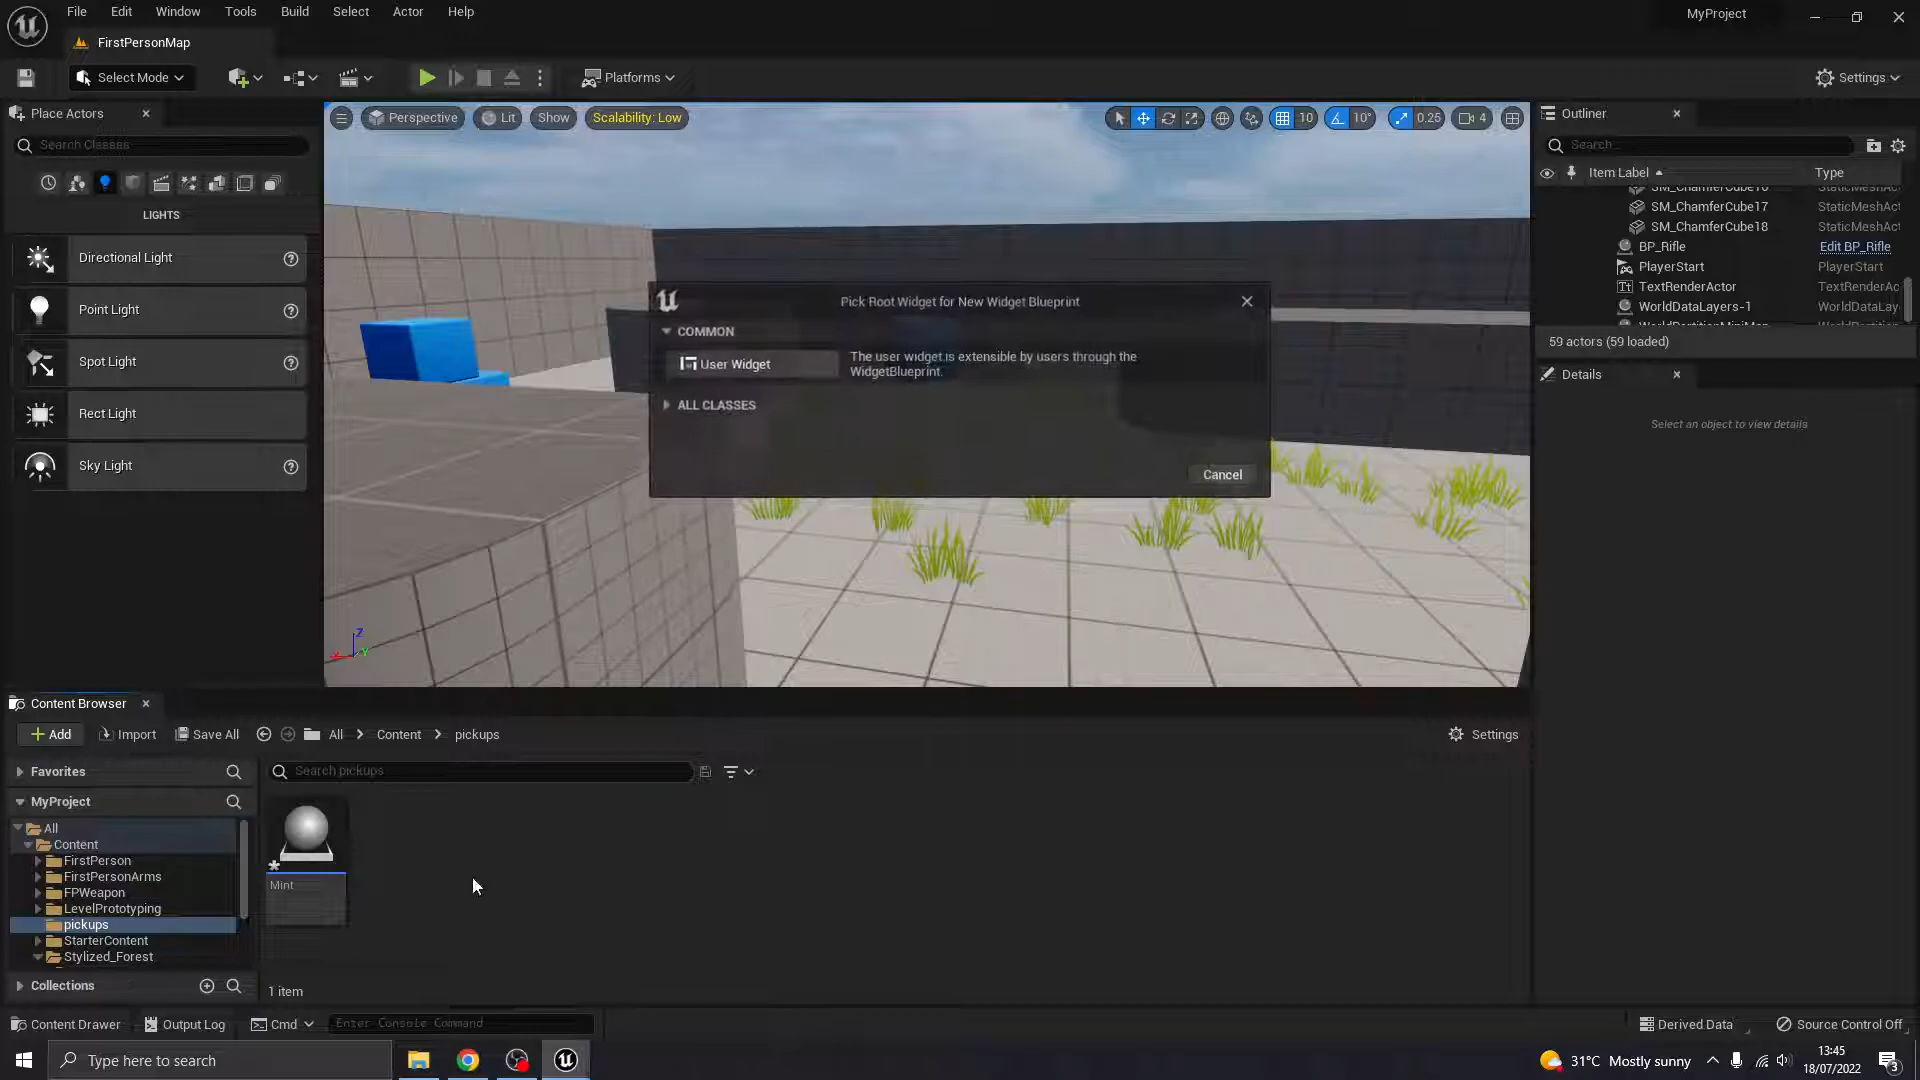 File Edit Window Tools Build Select Actor Help
MyProject
FirstPersonMap
Select Mode
Platforms
Settings
Place Actors
Search Classes
LIGHTS
Directional Light
Point Light
Spot Light
Rect Light
Sky Light
Perspective Lit Show Scalability: Low
10 10° 0.25 4
Pick Root Widget for New Widget Blueprint
COMMON
User Widget
The user widget is extensible by users through the
WidgetBlueprint.
ALL CLASSES
Cancel
Outliner
Search...
Item Label Type
SM_ChamferCube16 StaticMeshAct
SM_ChamferCube17 StaticMeshAct
SM_ChamferCube18 StaticMeshAct
BP_Rifle Edit BP_Rifle
PlayerStart PlayerStart
TextRenderActor TextRenderAc
WorldDataLayers-1 WorldDataLay
59 actors (59 loaded)
Details
Select an object to view details
Content Browser
Add Import Save All All Content pickups
Settings
Favorites
Search pickups
MyProject
All
Content
FirstPerson
FirstPersonArms
FPWeapon
LevelPrototyping
pickups
StarterContent
Stylized_Forest
Collections
Mint
1 item
Content Drawer Output Log Cmd Enter Console Command
Derived Data Source Control Off
Type here to search
31°C Mostly sunny
13:45
18/07/2022
3